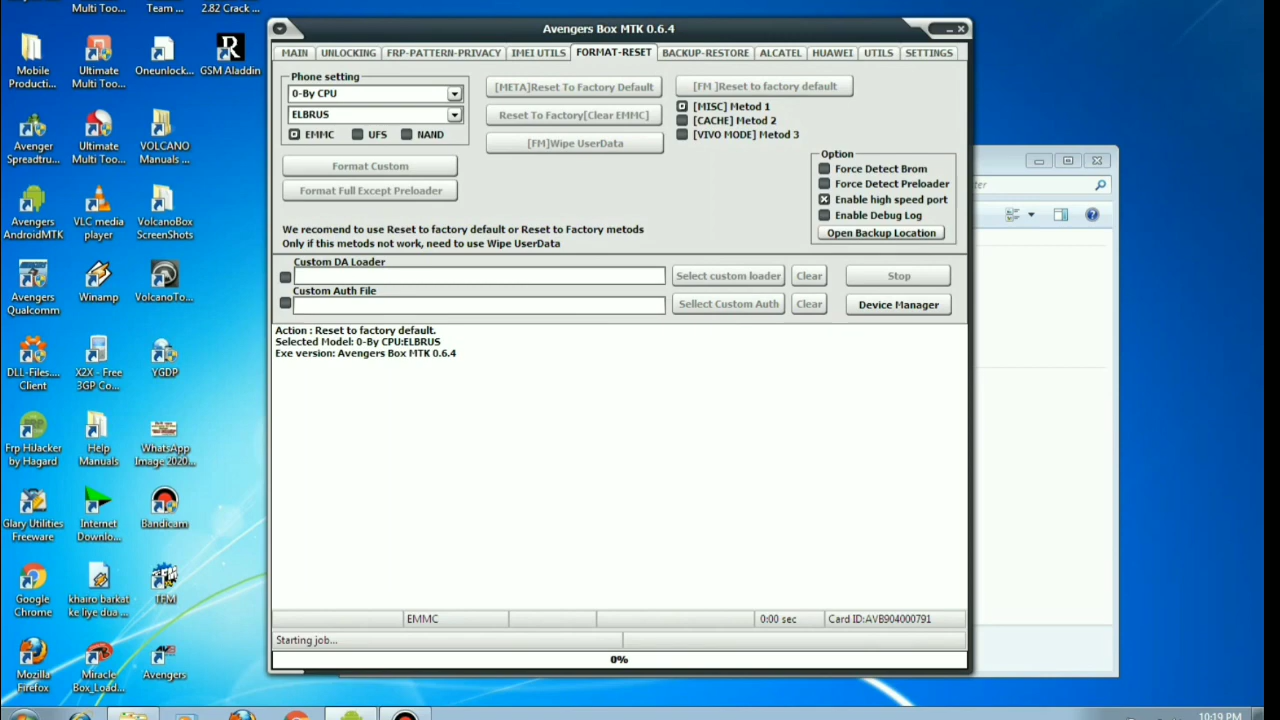 Multi Too...
Team ...
2.82 Crack ...
Mobile
Producti...
Ultimate
Multi Too...
Oneunlock...
GSM Aladdin
Avenger
Spreadtru...
Ultimate
Multi Too...
VOLCANO
Manuals ...
Avengers
AndroidMTK
VLC media
player
VolcanoBox
ScreenShots
Avengers
Qualcomm
Winamp
VolcanoTo...
DLL-Files....
Client
X2X - Free
3GP Co...
YGDP
Frp HiJacker
by Hagard
Help
Manuals
WhatsApp
Image 2020...
Glary Utilities
Freeware
Internet
Downlo...
Bandicam
Google
Chrome
khairo barkat
ke liye dua ...
TFM
Mozilla
Firefox
Miracle
Box_Load...
AVB
Avengers
Avengers Box MTK 0.6.4
MAIN UNLOCKING FRP-PATTERN-PRIVACY IMEI UTILS FORMAT-RESET BACKUP-RESTORE ALCATEL HUAWEI UTILS SETTINGS
Phone setting
0-By CPU
ELBRUS
EMMC UFS NAND
Format Custom
Format Full Except Preloader
[META]Reset To Factory Default
Reset To Factory[Clear EMMC]
[FM]Wipe UserData
[FM ]Reset to factory default
[MISC] Metod 1
[CACHE] Metod 2
[VIVO MODE] Metod 3
Option
Force Detect Brom
Force Detect Preloader
Enable high speed port
Enable Debug Log
Open Backup Location
We recomend to use Reset to factory default or Reset to Factory metods
Only if this metods not work, need to use Wipe UserData
Custom DA Loader
Select custom loader Clear Stop
Custom Auth File
Sellect Custom Auth Clear Device Manager
Action : Reset to factory default.
Selected Model: 0-By CPU:ELBRUS
Exe version: Avengers Box MTK 0.6.4
EMMC 0:00 sec Card ID:AVB904000791
Starting job...
0%
ter
10:19 PM